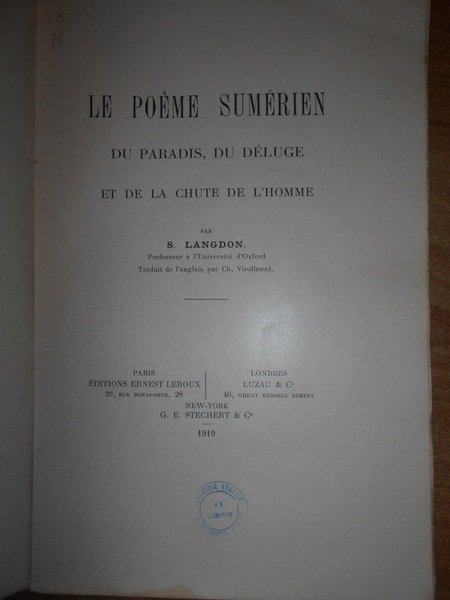 LE POÈME SUMÉRIEN
DU PARADIS, DU DÉLUGE
ET DE LA CHUTE DE L'HOMME
PAR
S. LANGDON,
Professeur à l'Université d'Oxford
Traduit de l'anglais par Ch. Virolleaud.
PARIS
ÉDITIONS ERNEST LEROUX
28, RUE BONAPARTE, 28
LONDRES
LUZAC & Cº
46, GREAT RUSSELL STREET
NEW-YORK
G. E. STECHERT & Cº
1919
EX
LIBRIS